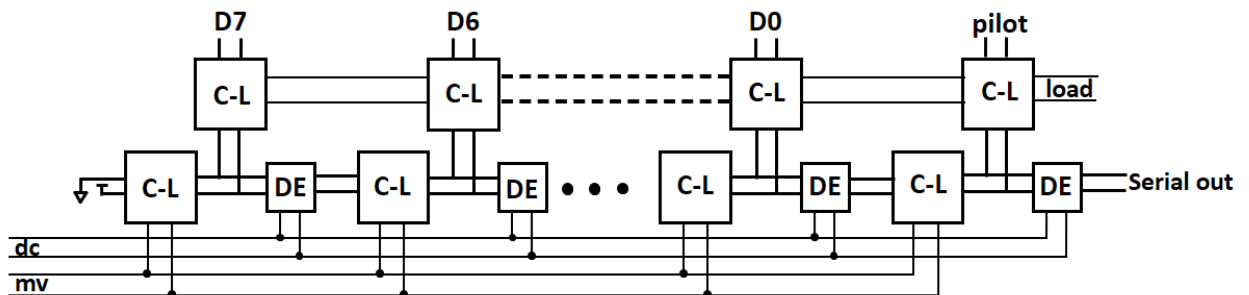 D7 D6 D0 pilot
C-L C-L C-L C-L load
C-L DE C-L DE C-L DE C-L DE Serial out
dc
mv